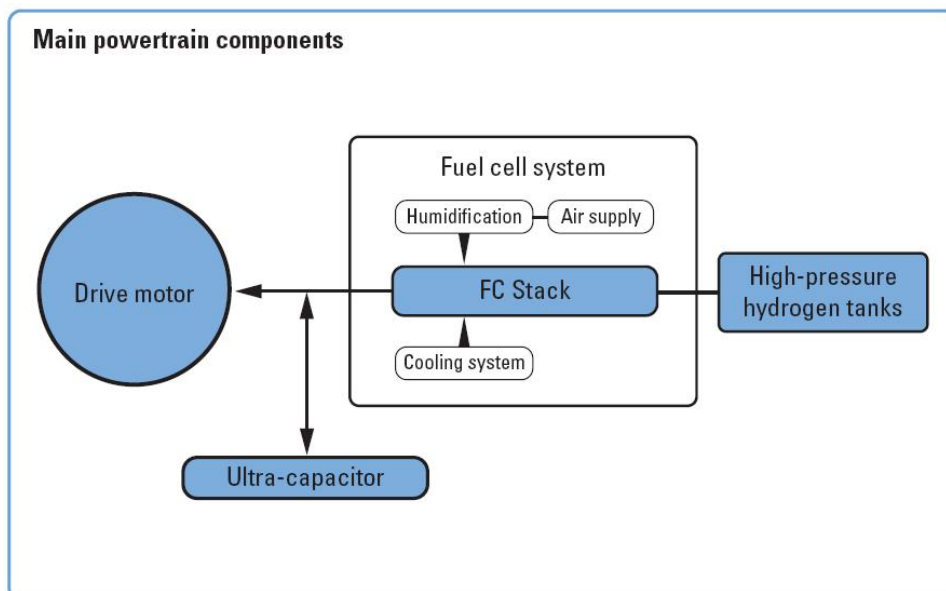 Main powertrain components
Fuel cell system
Humidification
Air supply
Drive motor
FC Stack
High-pressure
hydrogen tanks
Cooling system
Ultra-capacitor